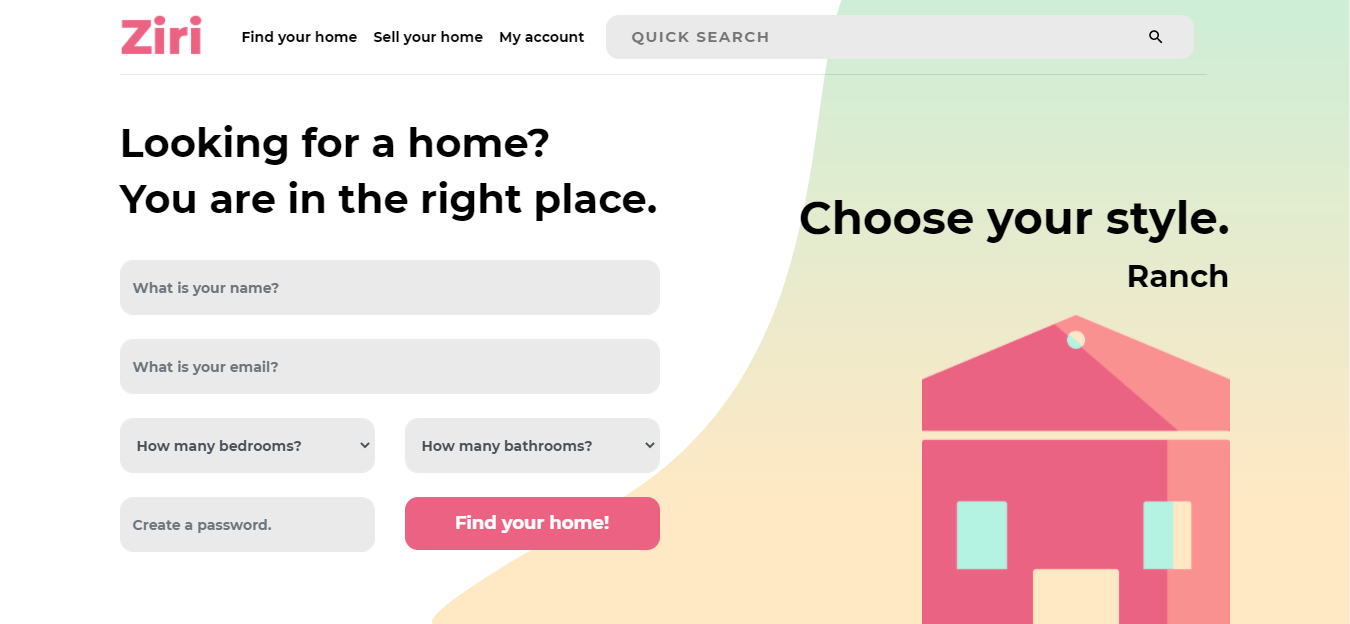 Ziri
Find your home
Sell your home
My account
QUICK SEARCH
Looking for a home?
You are in the right place.
What is your name?
What is your email?
How many bedrooms?
How many bathrooms?
Create a password.
Find your home!
Choose your style.
Ranch